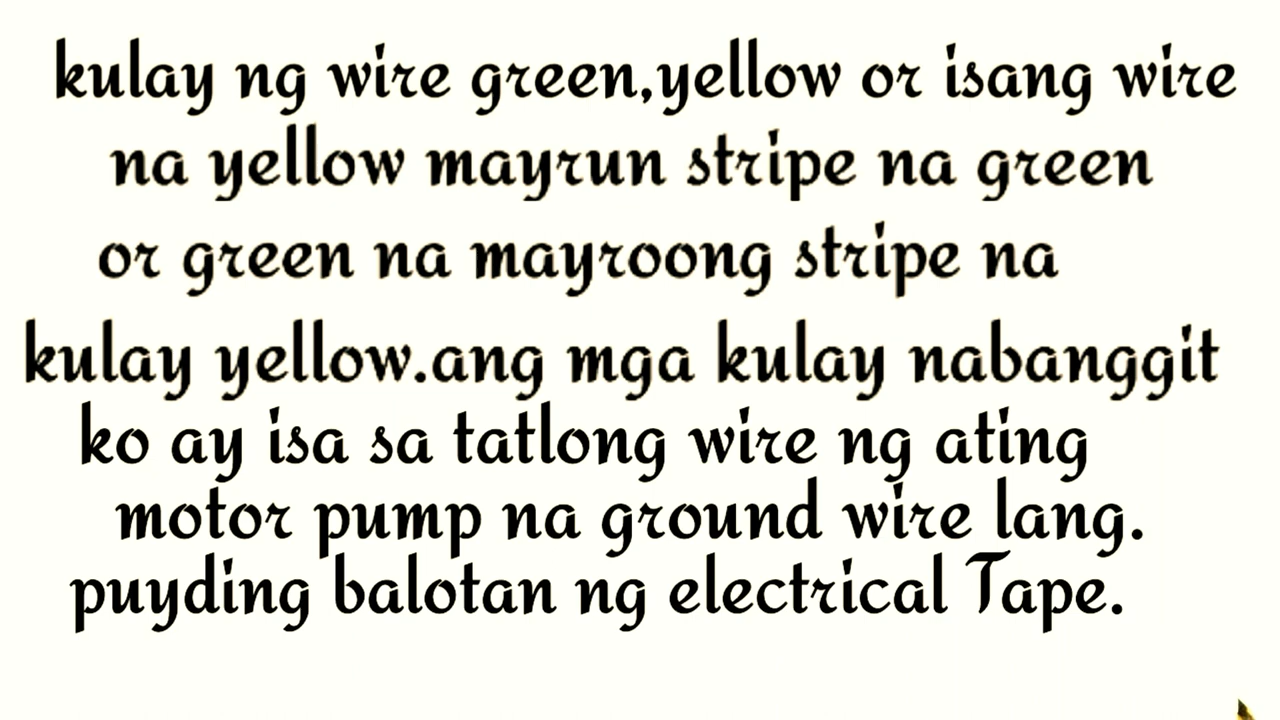 kulay ng wire green,yellow or isang wire
na yellow mayrun stripe na green
or green na mayroong stripe na
kulay yellow.ang mga kulay nabanggit
ko ay isa sa tatlong wire ng ating
motor pump na ground wire lang.
puyding balotan ng electrical Tape.